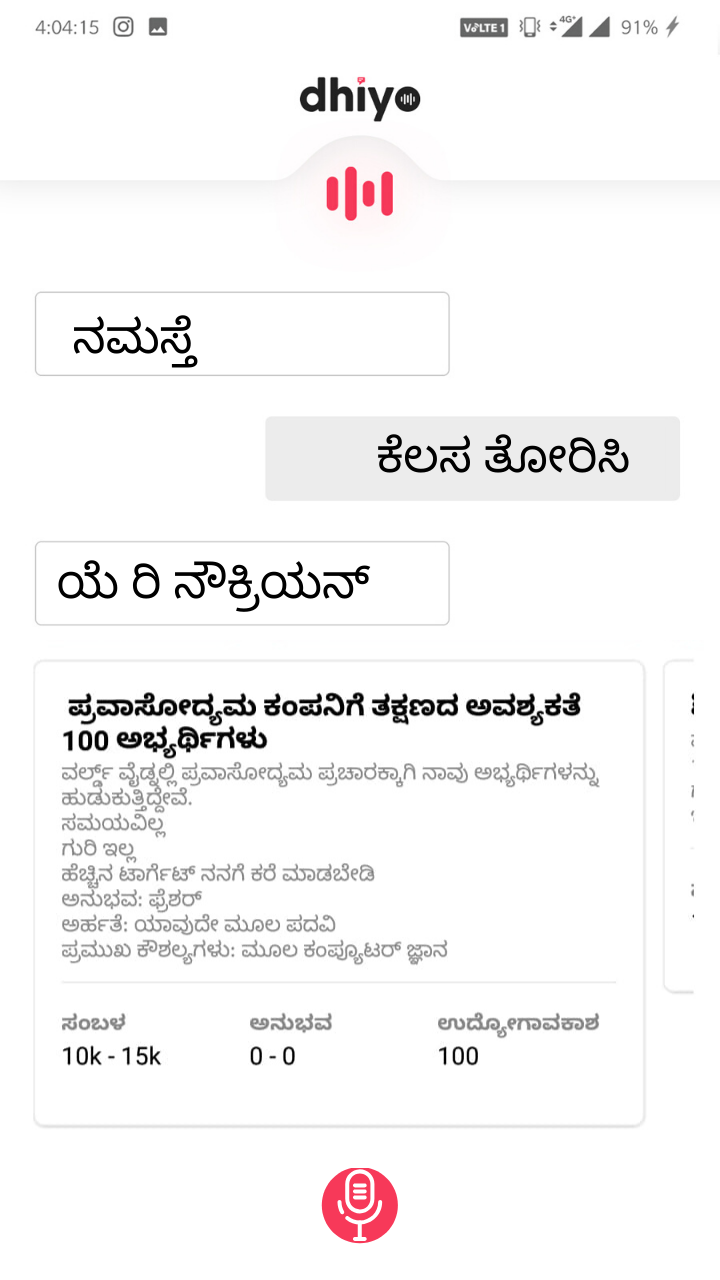 4:04:15
VoLTE 1 4G+ 91%
dhiyo
ನಮಸ್ತೆ
ಕೆಲಸ ತೋರಿಸಿ
ಯೆ ರಿ ನೌಕ್ರಿಯನ್
ಪ್ರವಾಸೋದ್ಯಮ ಕಂಪನಿಗೆ ತಕ್ಷಣದ ಅವಶ್ಯಕತೆ
100 ಅಭ್ಯರ್ಥಿಗಳು
ವರ್ಲ್ಡ್ ವೈಡ್ನಲ್ಲಿ ಪ್ರವಾಸೋದ್ಯಮ ಪ್ರಚಾರಕ್ಕಾಗಿ ನಾವು ಅಭ್ಯರ್ಥಿಗಳನ್ನು
ಹುಡುಕುತ್ತಿದ್ದೇವೆ.
ಸಮಯವಿಲ್ಲ
ಗುರಿ ಇಲ್ಲ
ಹೆಚ್ಚಿನ ಟಾರ್ಗೆಟ್ ನನಗೆ ಕರೆ ಮಾಡಬೇಡಿ
ಅನುಭವ: ಫ್ರೆಶರ್
ಅರ್ಹತೆ: ಯಾವುದೇ ಮೂಲ ಪದವಿ
ಪ್ರಮುಖ ಕೌಶಲ್ಯಗಳು: ಮೂಲ ಕಂಪ್ಯೂಟರ್ ಜ್ಞಾನ
ಸಂಬಳ ಅನುಭವ ಉದ್ಯೋಗಾವಕಾಶ
10k - 15k 0 - 0 100